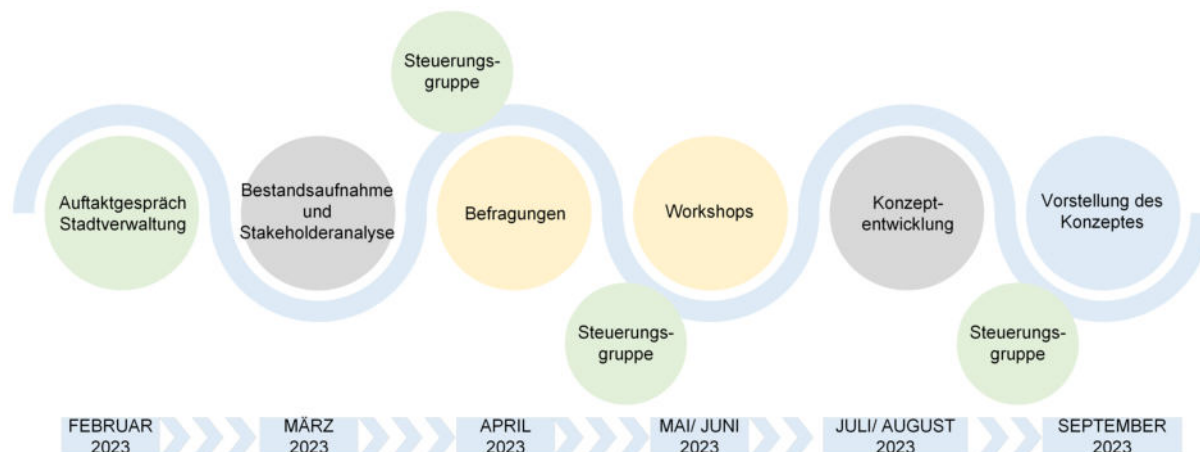 Steuerungs-
gruppe
Auftaktgespräch
Stadtverwaltung
Bestandsaufnahme
und
Stakeholderanalyse
Befragungen
Workshops
Konzept-
entwicklung
Vorstellung des
Konzeptes
Steuerungs-
gruppe
Steuerungs-
gruppe
FEBRUAR
2023
MÄRZ
2023
APRIL
2023
MAI/ JUNI
2023
JULI/ AUGUST
2023
SEPTEMBER
2023